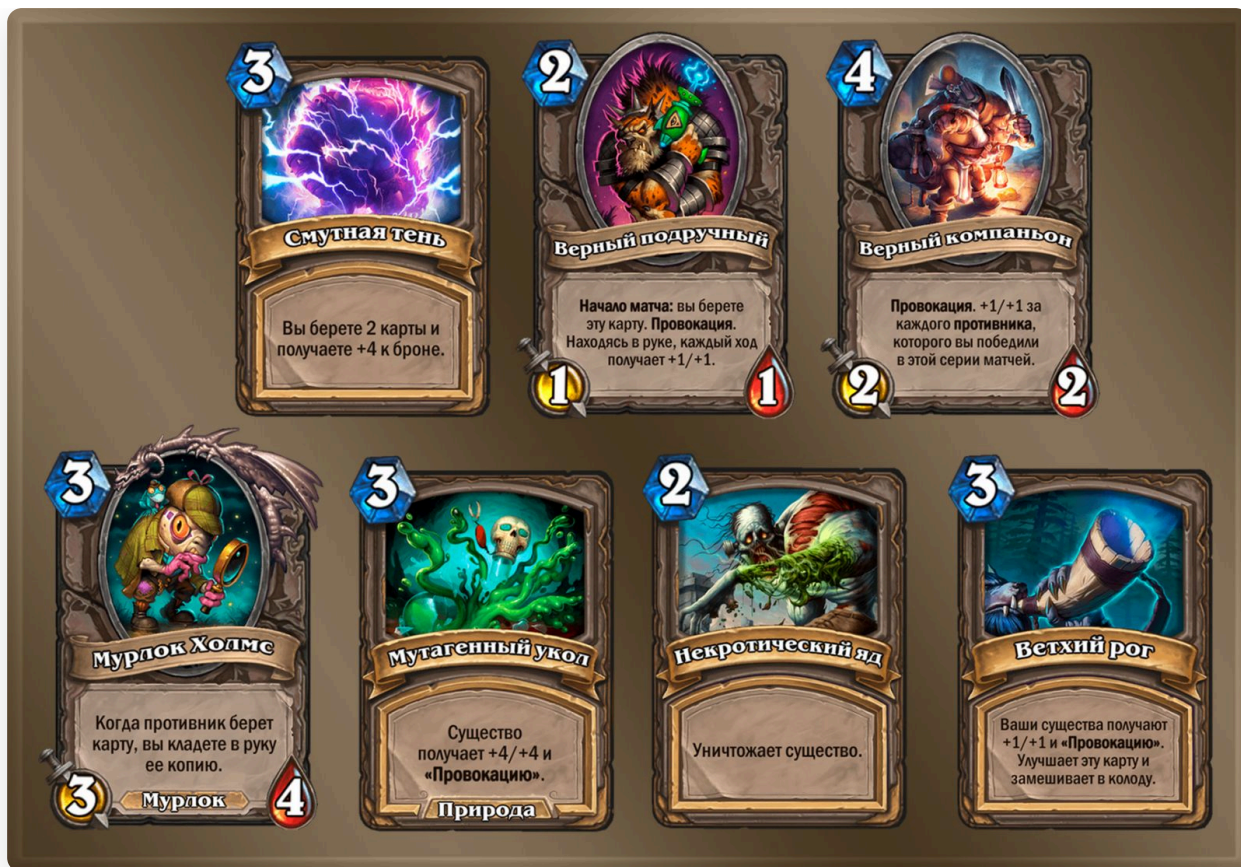 3
Смутная тень
Вы берете 2 карты и
получаете +4 к броне.
2
Верный подручный
Начало матча: вы берете
эту карту. Провокация.
Находясь в руке, каждый ход
получает +1/+1.
1
1
4
Верный компаньон
Провокация. +1/+1 за
каждого противника,
которого вы победили
в этой серии матчей.
2
2
3
Мурлок Холмс
Когда противник берет
карту, вы кладете в руку
ее копию.
3
Мурлок
4
3
Мутагенный укол
Существо
получает +4/+4 и
«Провокацию».
Природа
2
Некротический яд
Уничтожает существо.
3
Ветхий рог
Ваши существа получают
+1/+1 и «Провокацию».
Улучшает эту карту и
замешивает в колоду.